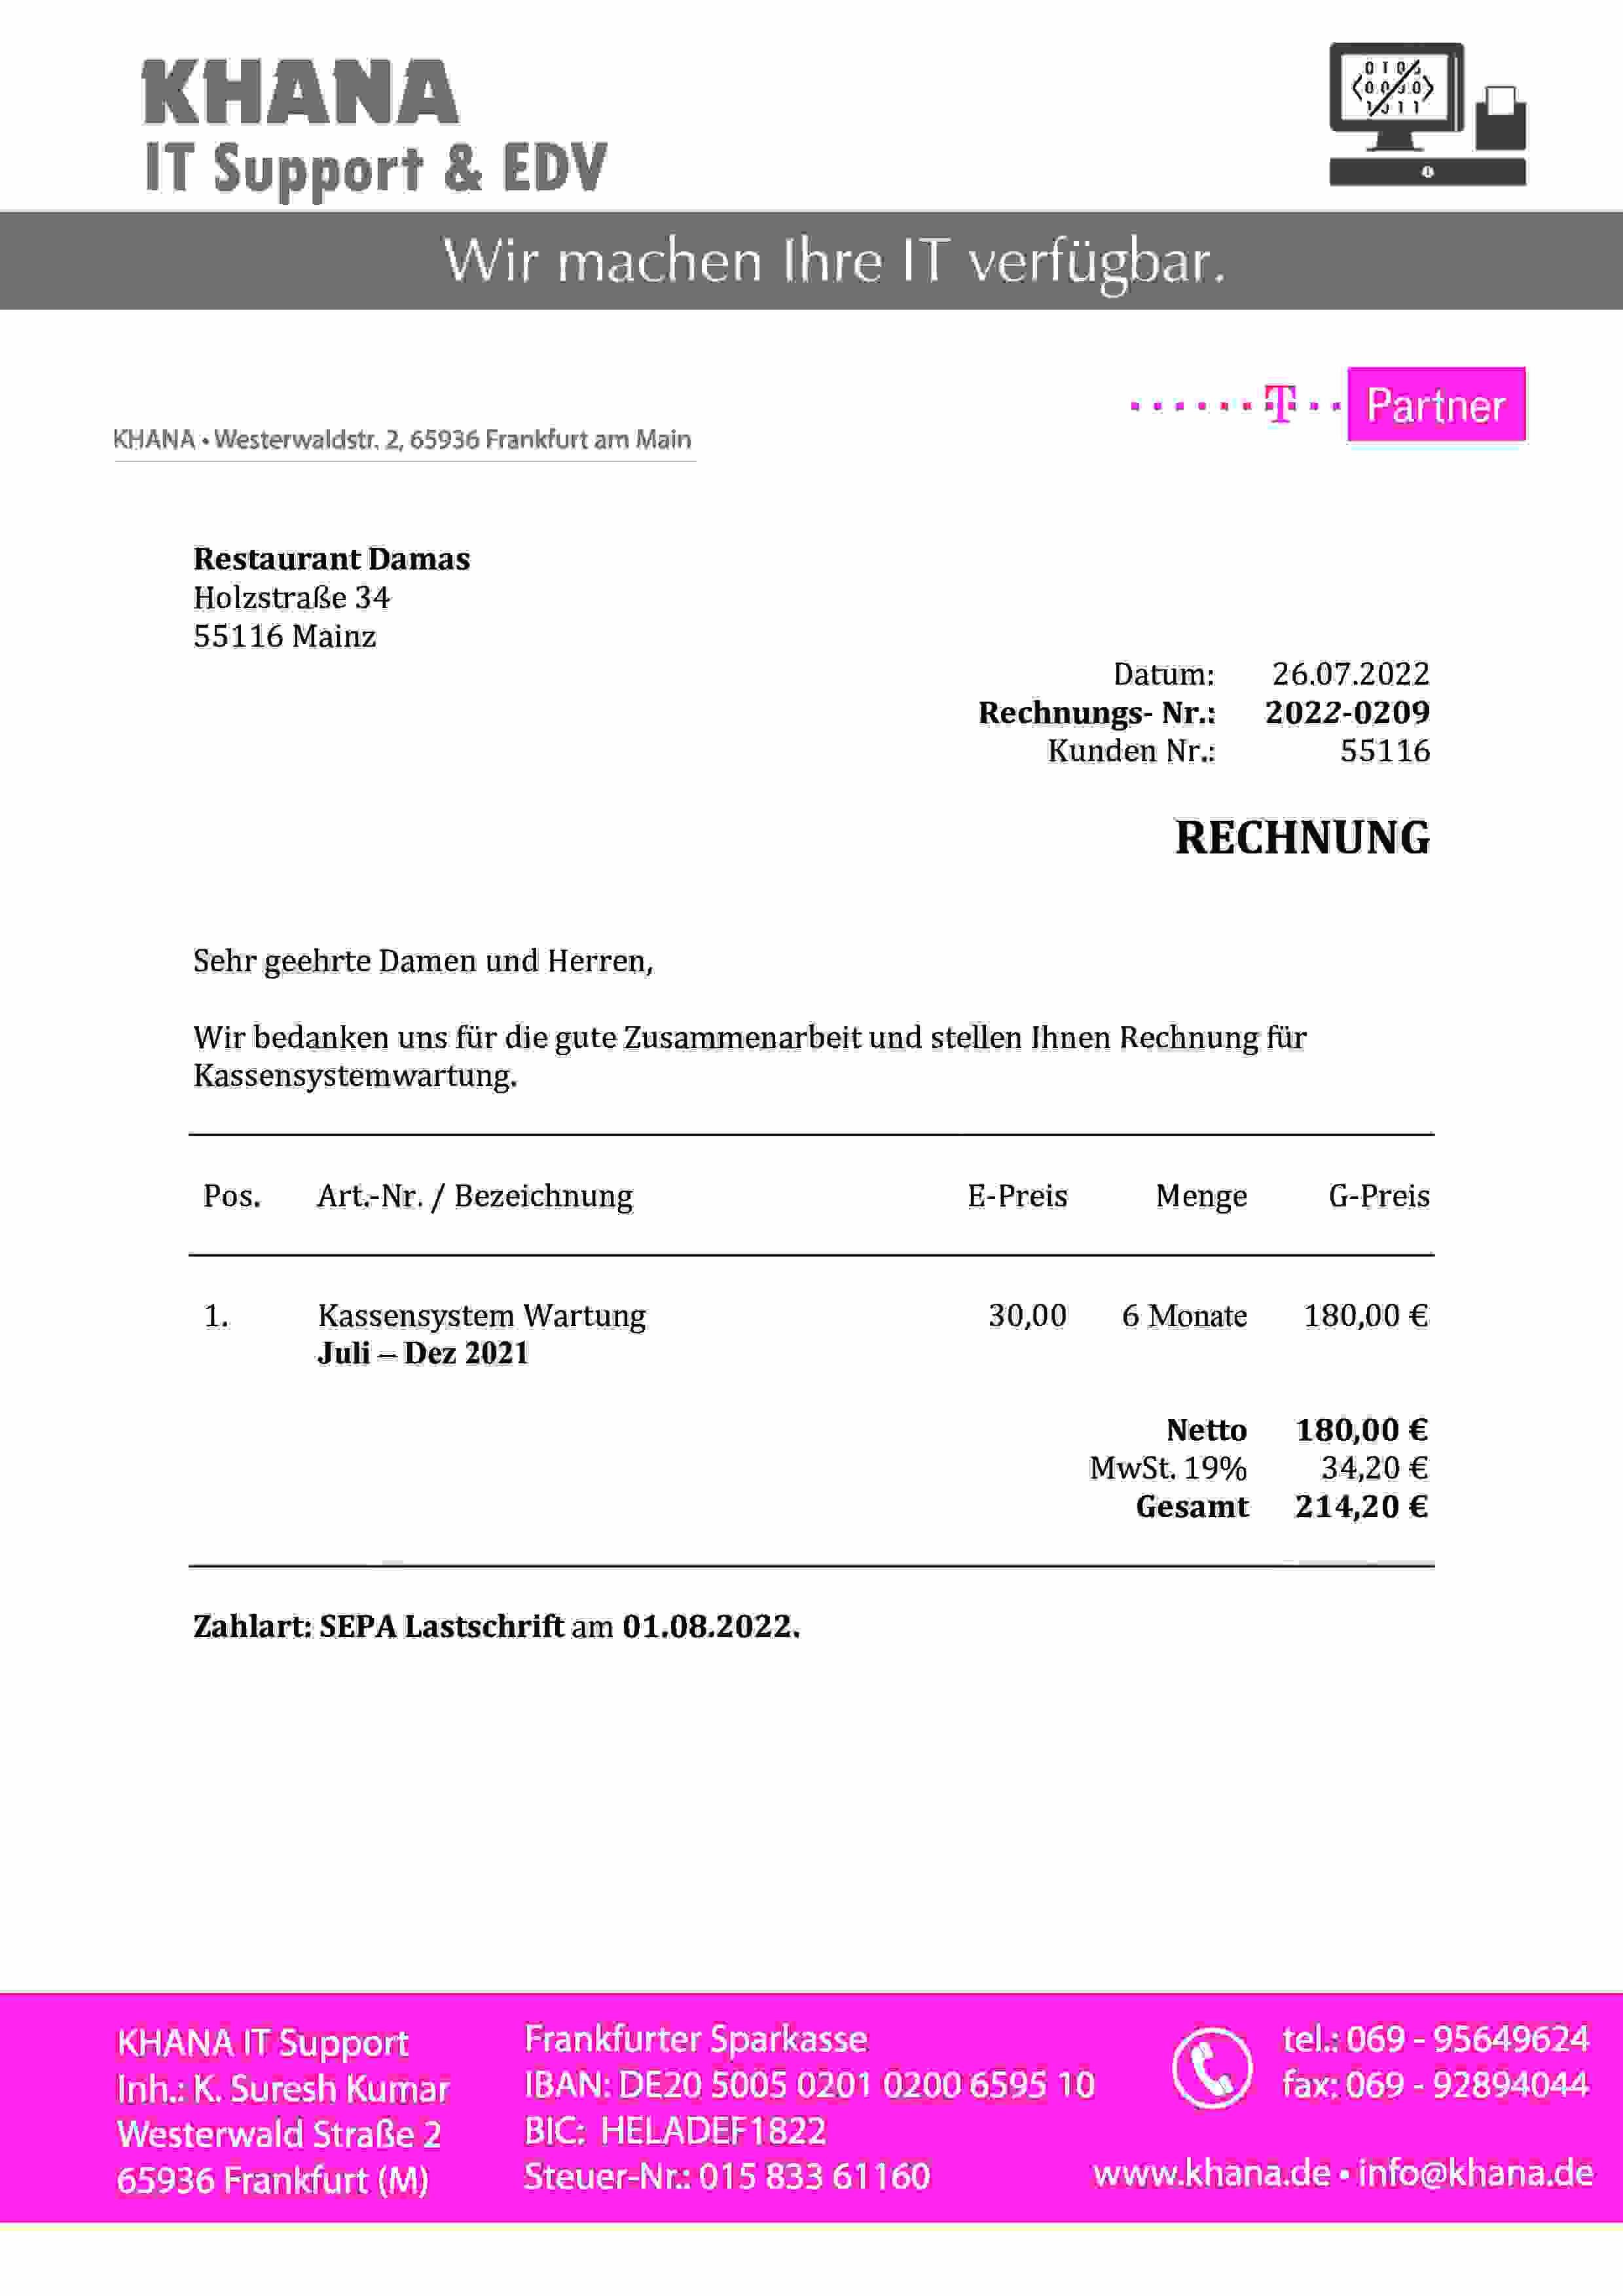 KHANA
IT Support & EDV
Wir machen Ihre IT verfügbar.
T Partner
KHANA • Westerwaldstr. 2, 65936 Frankfurt am Main
Restaurant Damas
Holzstraße 34
55116 Mainz
Datum: 26.07.2022
Rechnungs- Nr.: 2022-0209
Kunden Nr.: 55116
RECHNUNG
Sehr geehrte Damen und Herren,
Wir bedanken uns für die gute Zusammenarbeit und stellen Ihnen Rechnung für
Kassensystemwartung.
Pos. Art.-Nr. / Bezeichnung E-Preis Menge G-Preis
1. Kassensystem Wartung 30,00 6 Monate 180,00 €
Juli – Dez 2021
Netto 180,00 €
MwSt. 19% 34,20 €
Gesamt 214,20 €
Zahlart: SEPA Lastschrift am 01.08.2022.
KHANA IT Support
Inh.: K. Suresh Kumar
Westerwald Straße 2
65936 Frankfurt (M)
Frankfurter Sparkasse
IBAN: DE20 5005 0201 0200 6595 10
BIC: HELADEF1822
Steuer-Nr.: 015 833 61160
tel.: 069 - 95649624
fax: 069 - 92894044
www.khana.de • info@khana.de